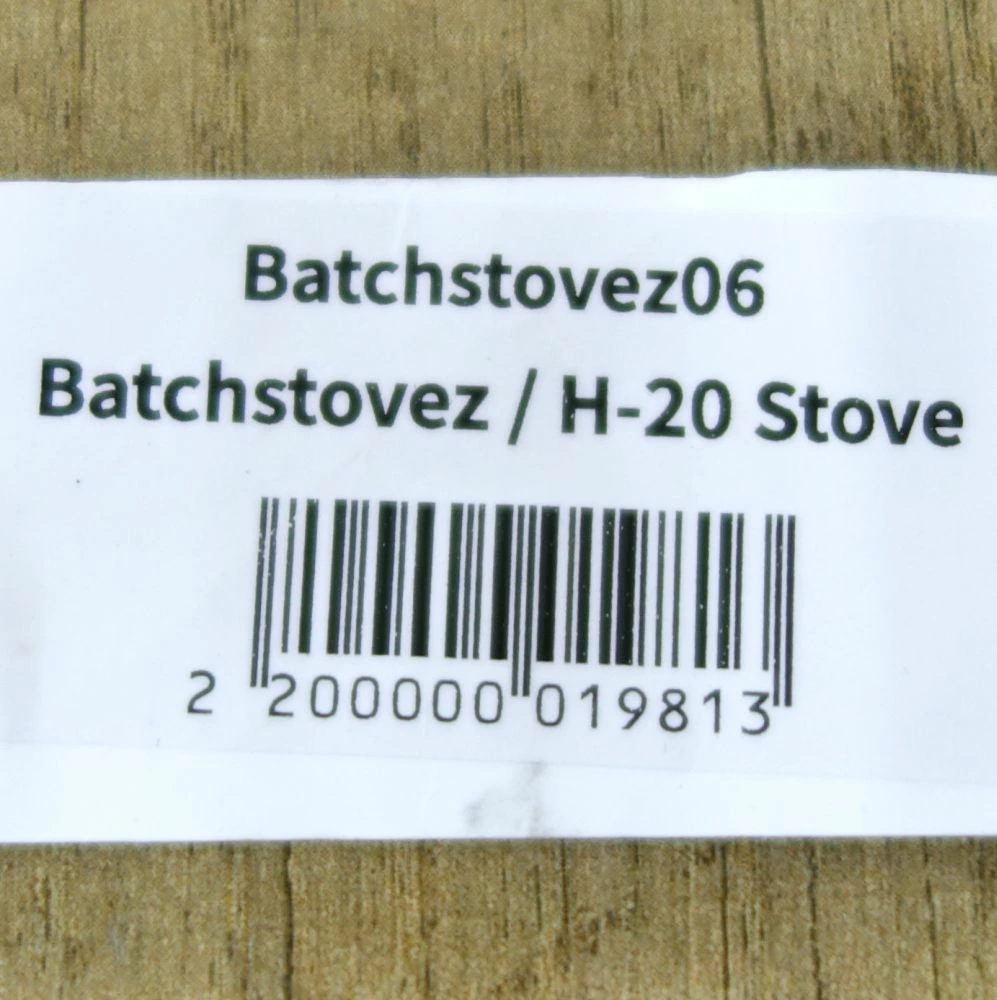 Batchstovez06
Batchstovez / H-20 Stove
2 200000 019813